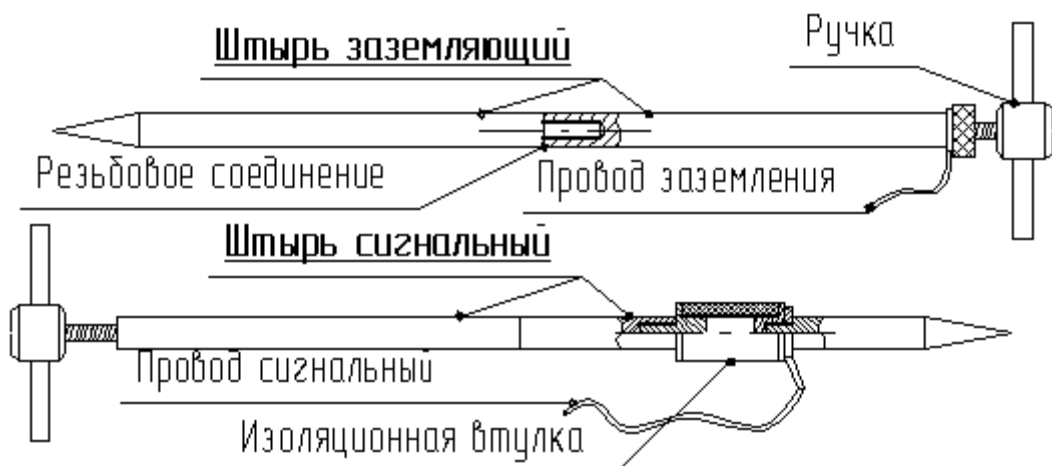 Штырь заземляющий
Ручка
Резьбовое соединение
Провод заземления
Штырь сигнальный
Провод сигнальный
Изоляционная втулка